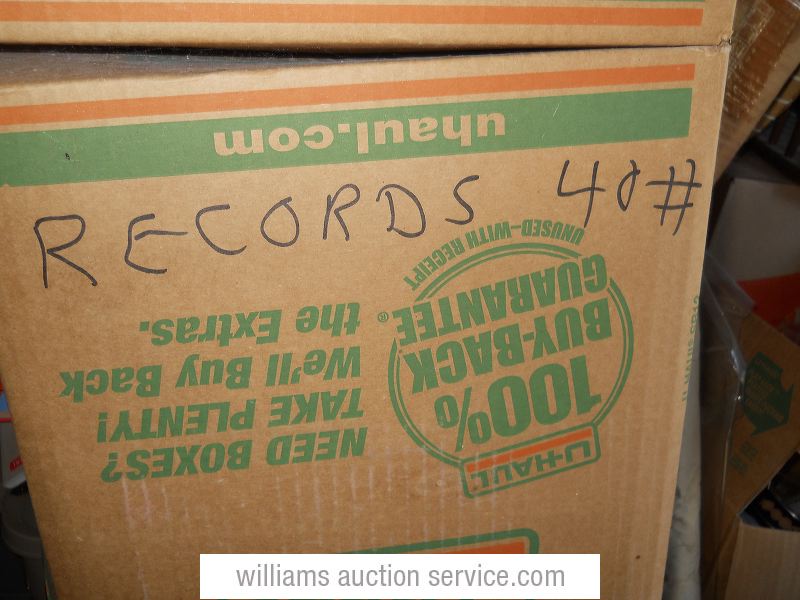 uhaul.com
RECORDS 40#
UNUSED-WITH RECEIPT
100%
BUY-BACK
GUARANTEE®
U-HAUL
NEED BOXES?
TAKE PLENTY!
We'll Buy Back
the Extras.
williams auction service.com